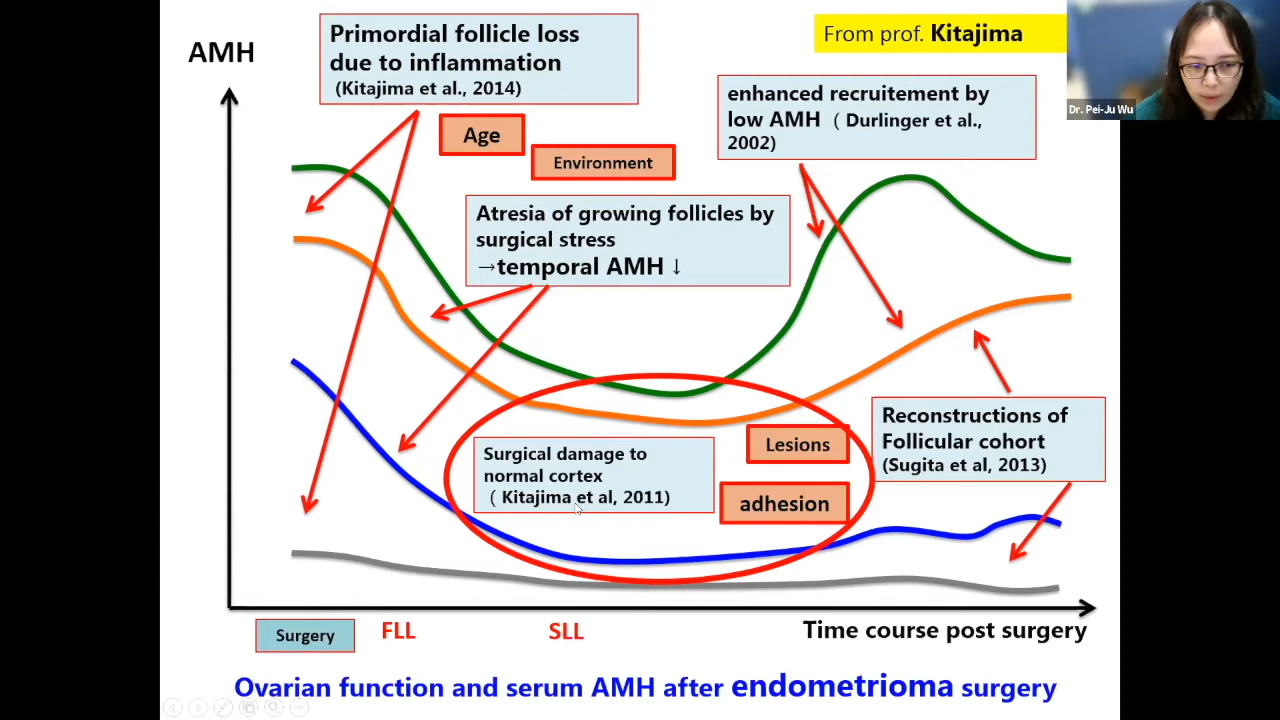 AMH
Primordial follicle loss
due to inflammation
(Kitajima et al., 2014)
From prof. Kitajima
Dr. Pei-Ju Wu
enhanced recruitement by
low AMH ( Durlinger et al.,
2002)
Age
Environment
Atresia of growing follicles by
surgical stress
→temporal AMH ↓
Surgical damage to
normal cortex
( Kitajima et al, 2011)
Lesions
adhesion
Reconstructions of
Follicular cohort
(Sugita et al, 2013)
Surgery
FLL
SLL
Time course post surgery
Ovarian function and serum AMH after endometrioma surgery